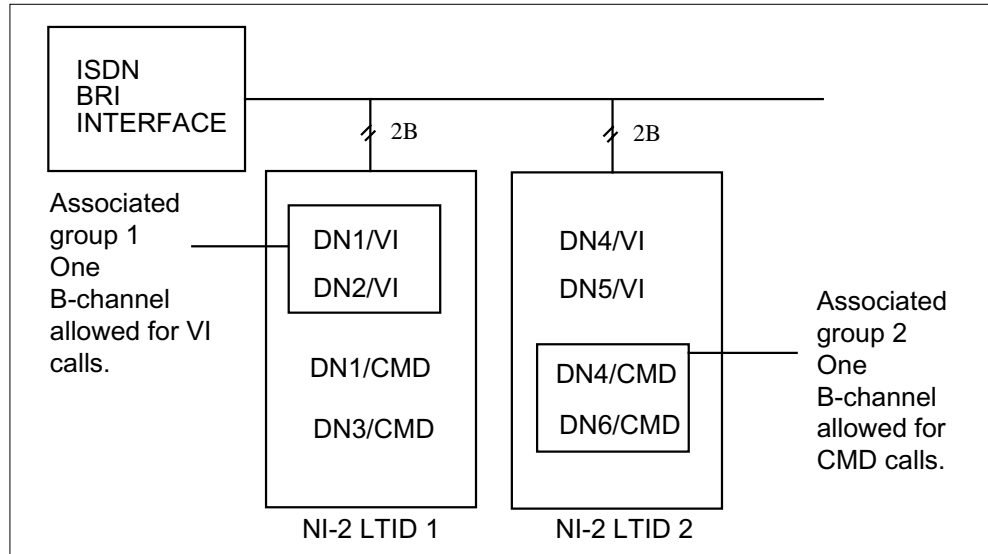 ISDN
BRI
INTERFACE
2B
2B
Associated
group 1
One
B-channel
allowed for VI
calls.
DN1/VI
DN2/VI
DN1/CMD
DN3/CMD
NI-2 LTID 1
DN4/VI
DN5/VI
DN4/CMD
DN6/CMD
NI-2 LTID 2
Associated
group 2
One
B-channel
allowed for
CMD calls.